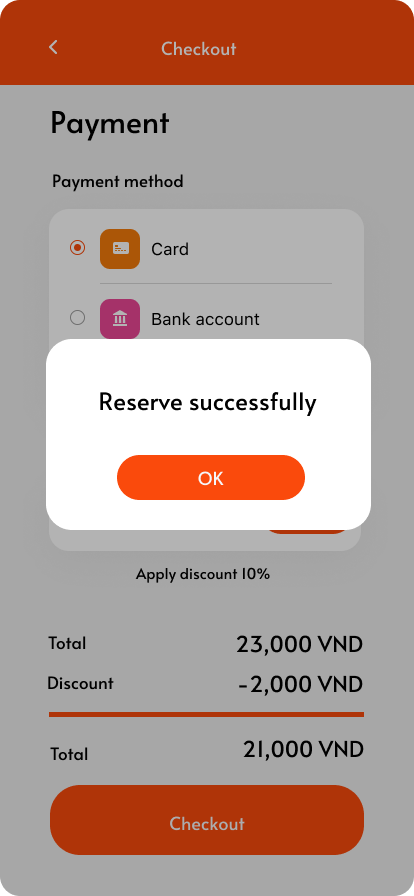 Checkout
Payment
Payment method
Card
Bank account
Reserve successfully
OK
Apply discount 10%
Total 23,000 VND
Discount -2,000 VND
Total 21,000 VND
Checkout